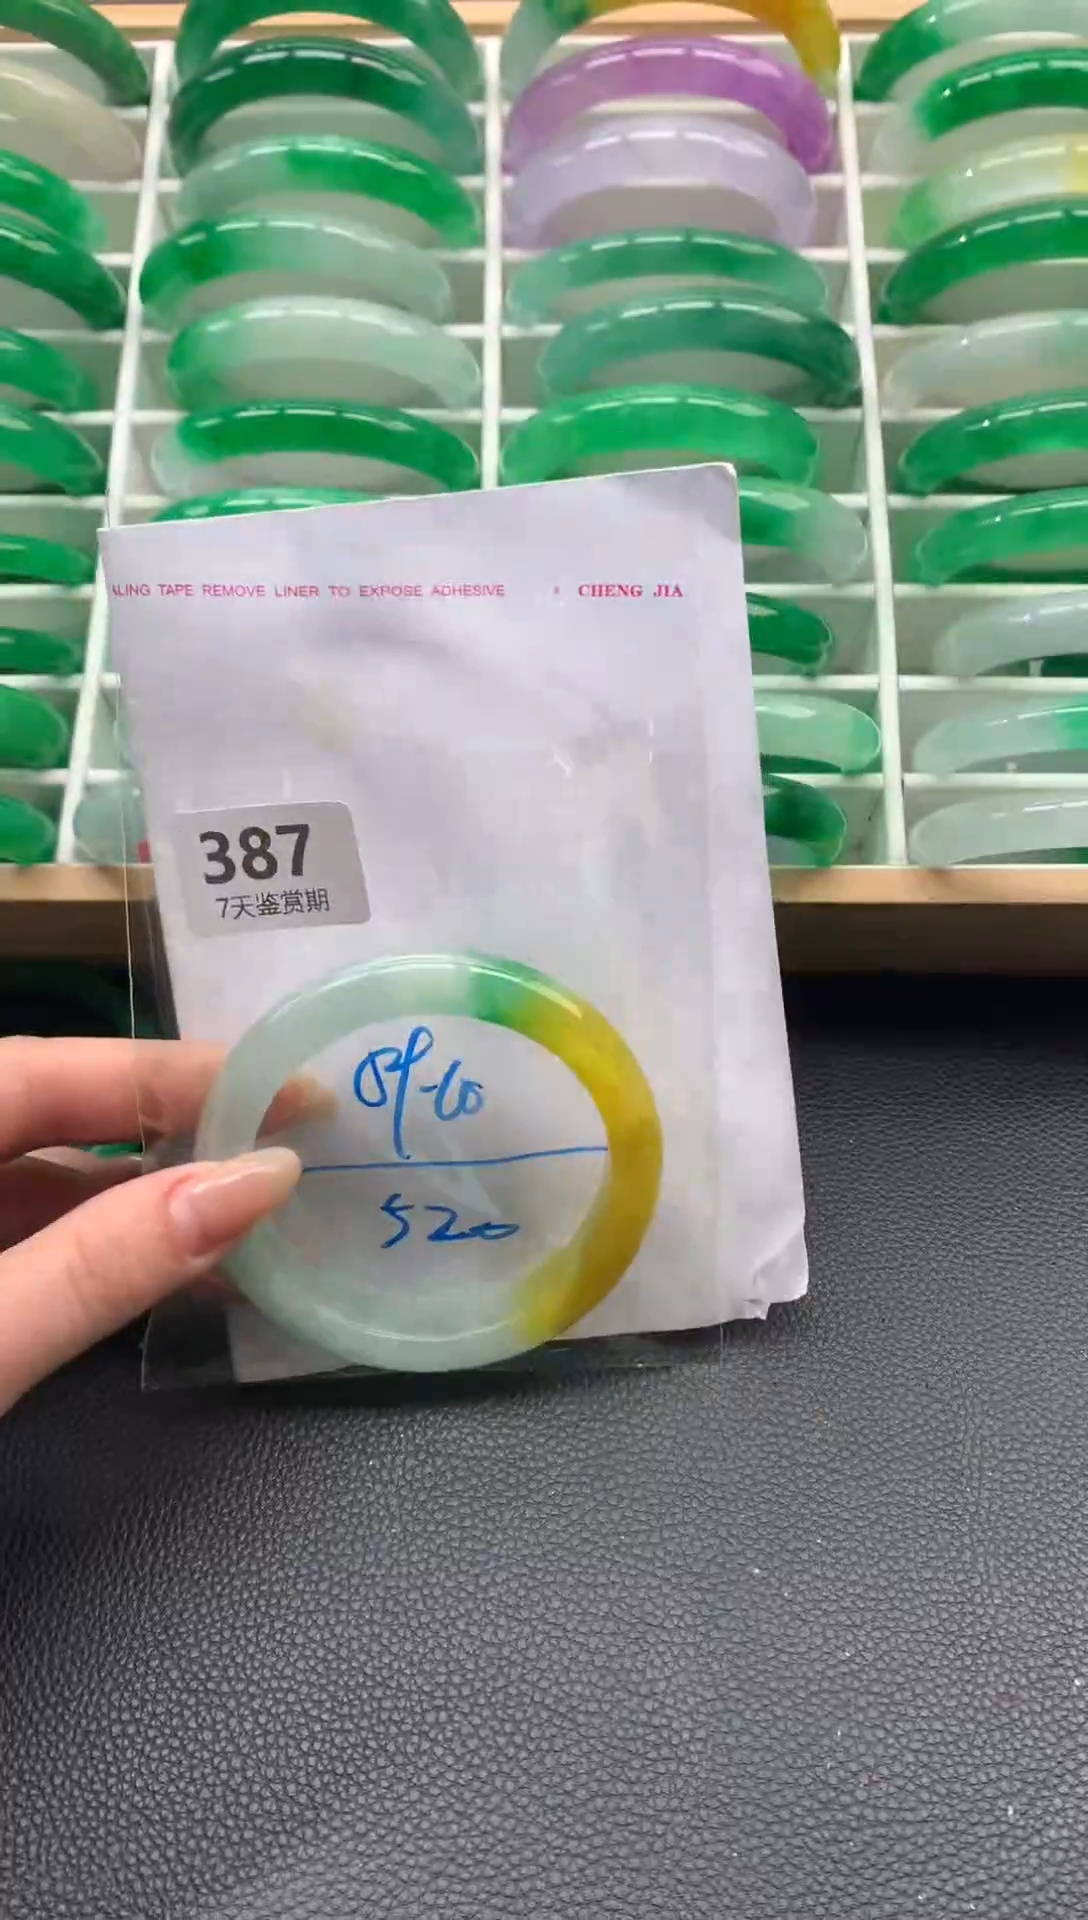 ALING TAPE REMOVE LINER TO EXPOSE ADHESIVE CHENG JIA
387
7天鉴赏期
520